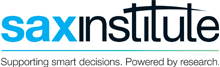 saxinstitute
Supporting smart decisions. Powered by research.